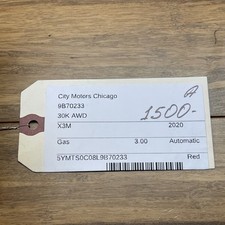 City Motors Chicago
9B70233
30K AWD
1500-
X3M 2020
Gas 3.00 Automatic
5YMTS0C08L9B70233
Red